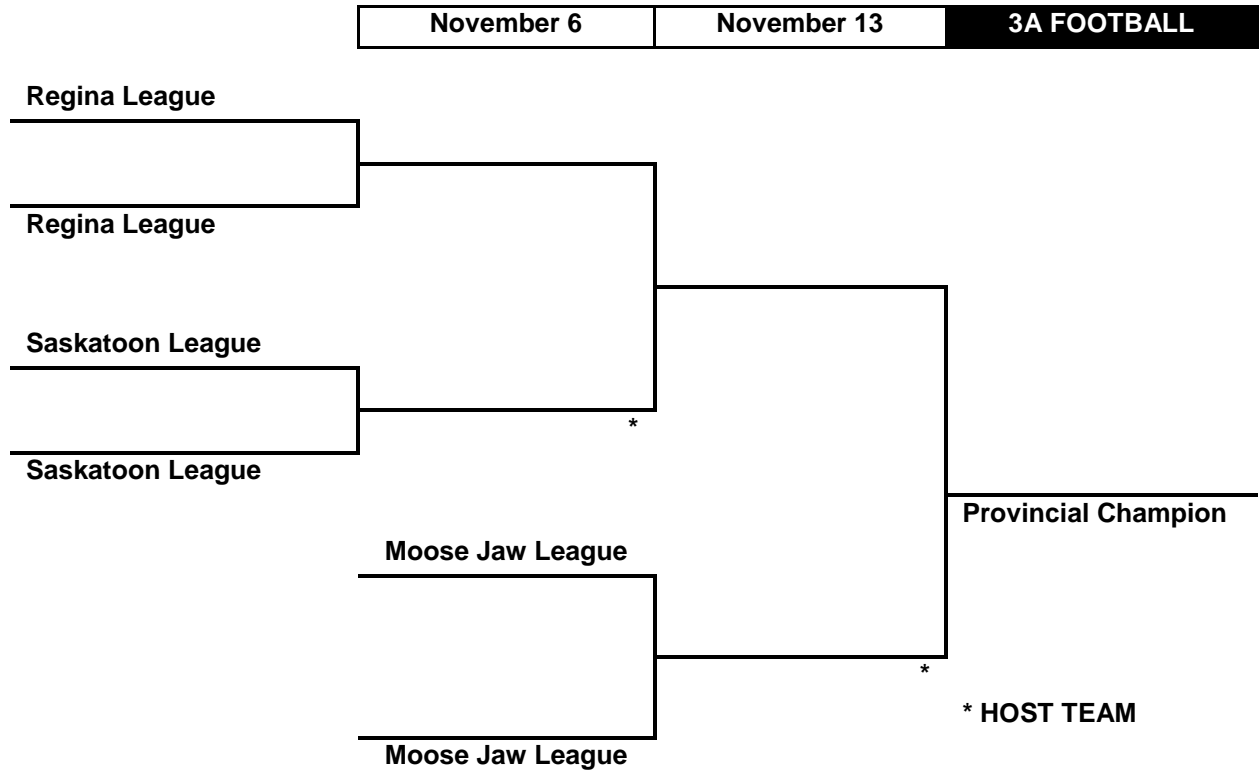 November 6 November 13 3A FOOTBALL
Regina League
Regina League
Saskatoon League
*
Saskatoon League
Provincial Champion
Moose Jaw League
*
* HOST TEAM
Moose Jaw League